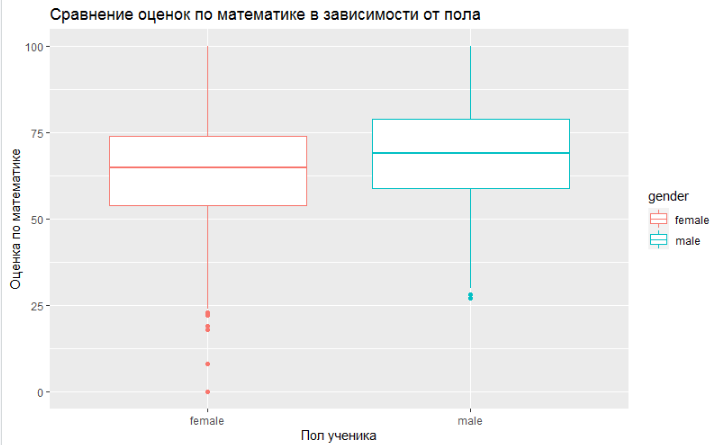 Сравнение оценок по математике в зависимости от пола
100
75
50
25
0
Оценка по математике
female
male
Пол ученика
gender
female
male